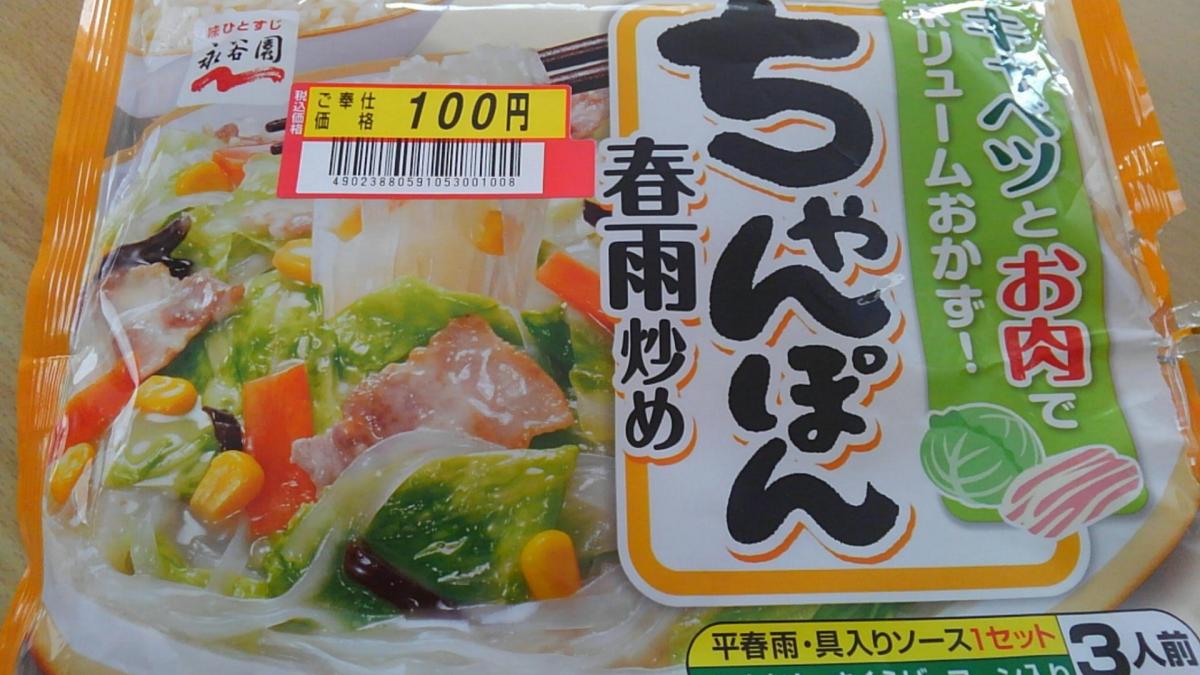 味ひとすじ
永谷園
税込価格
ご奉仕
価格
100円
49023880591053001008
キャベツとお肉で
ボリュームおかず!
ちゃんぽん
春雨炒め
平春雨・具入りソース1セット
3人前